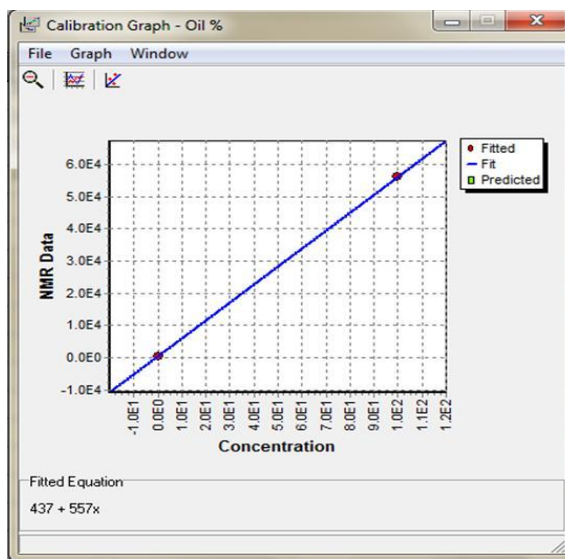 Calibration Graph - Oil %
File Graph Window
Fitted
Fit
Predicted
6.0E4
5.0E4
4.0E4
3.0E4
2.0E4
1.0E4
0.0E0
-1.0E4
NMR Data
-1.0E1 0.0E0 1.0E1 2.0E1 3.0E1 4.0E1 5.0E1 6.0E1 7.0E1 8.0E1 9.0E1 1.0E2 1.1E2 1.2E2
Concentration
Fitted Equation
437 + 557x